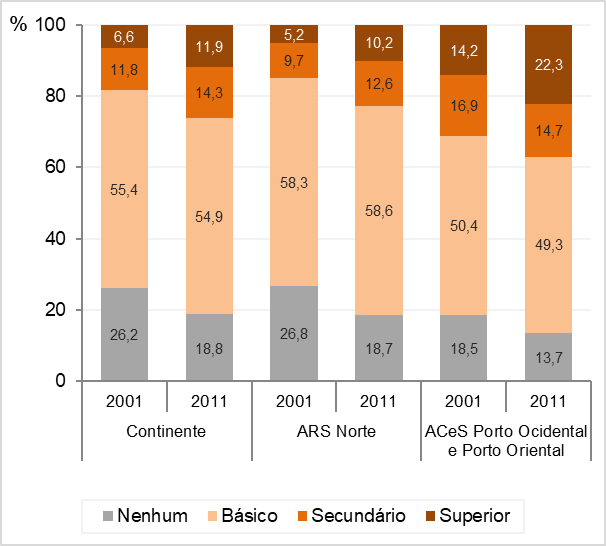 % 100
6,6 11,9 5,2 10,2 14,2 22,3
11,8 14,3 9,7 12,6 16,9 14,7
80
60
55,4 54,9 58,3 58,6 50,4 49,3
40
20
26,2 18,8 26,8 18,7 18,5 13,7
0
2001 2011 2001 2011 2001 2011
Continente ARS Norte ACeS Porto Ocidental
e Porto Oriental
Nenhum Básico Secundário Superior